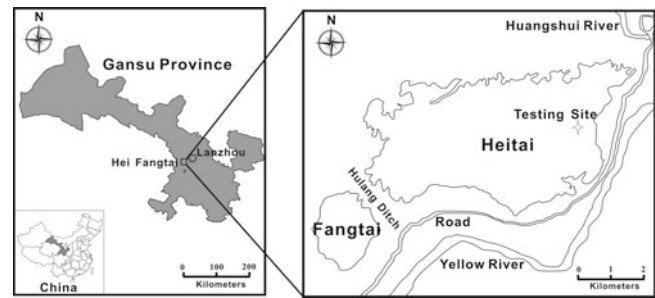 N
Gansu Province
Lanzhou
Hei Fangtai
China
0 100 200
Kilometers
N
Huangshui River
Testing Site
Heitai
Hulang Ditch
Fangtai
Road
Yellow River
0 1 2
Kilometers